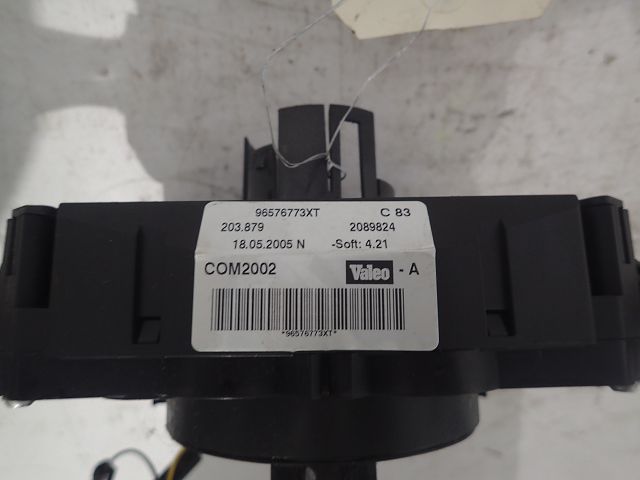 96576773XT C 83
203.879 2089824
18.05.2005 N -Soft: 4.21
COM2002 Valeo - A
*96576773XT*